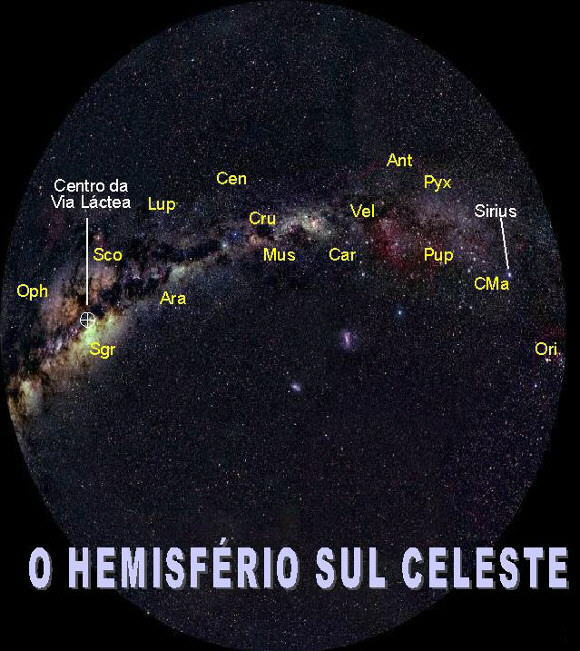 Ant
Pyx
Cen
Centro da
Via Láctea
Lup
Cru
Vel
Sirius
Sco
Mus
Car
Pup
Oph
Ara
CMa
Sgr
Ori
O HEMISFÉRIO SUL CELESTE